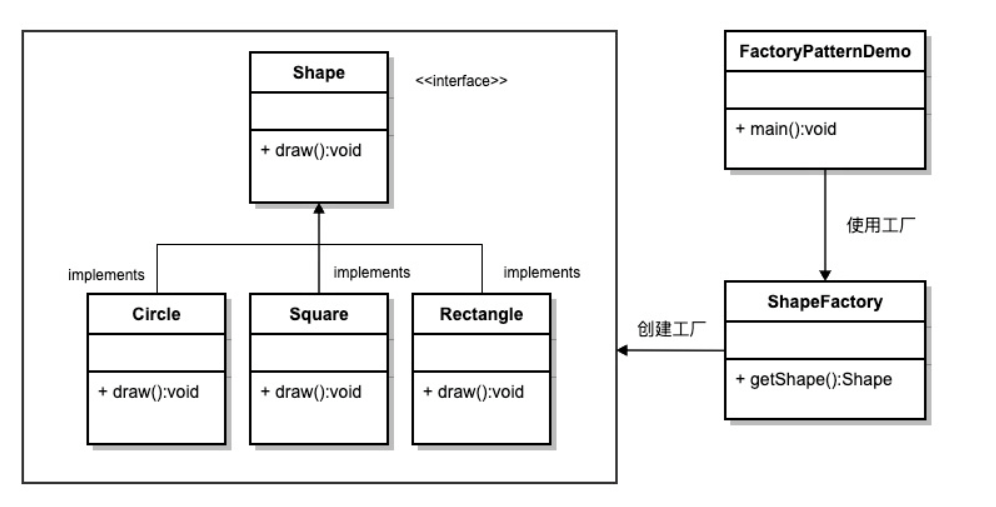 Shape
<<interface>>
+ draw():void
implements
implements
implements
Circle
+ draw():void
Square
+ draw():void
Rectangle
+ draw():void
FactoryPatternDemo
+ main():void
使用工厂
ShapeFactory
+ getShape():Shape
创建工厂